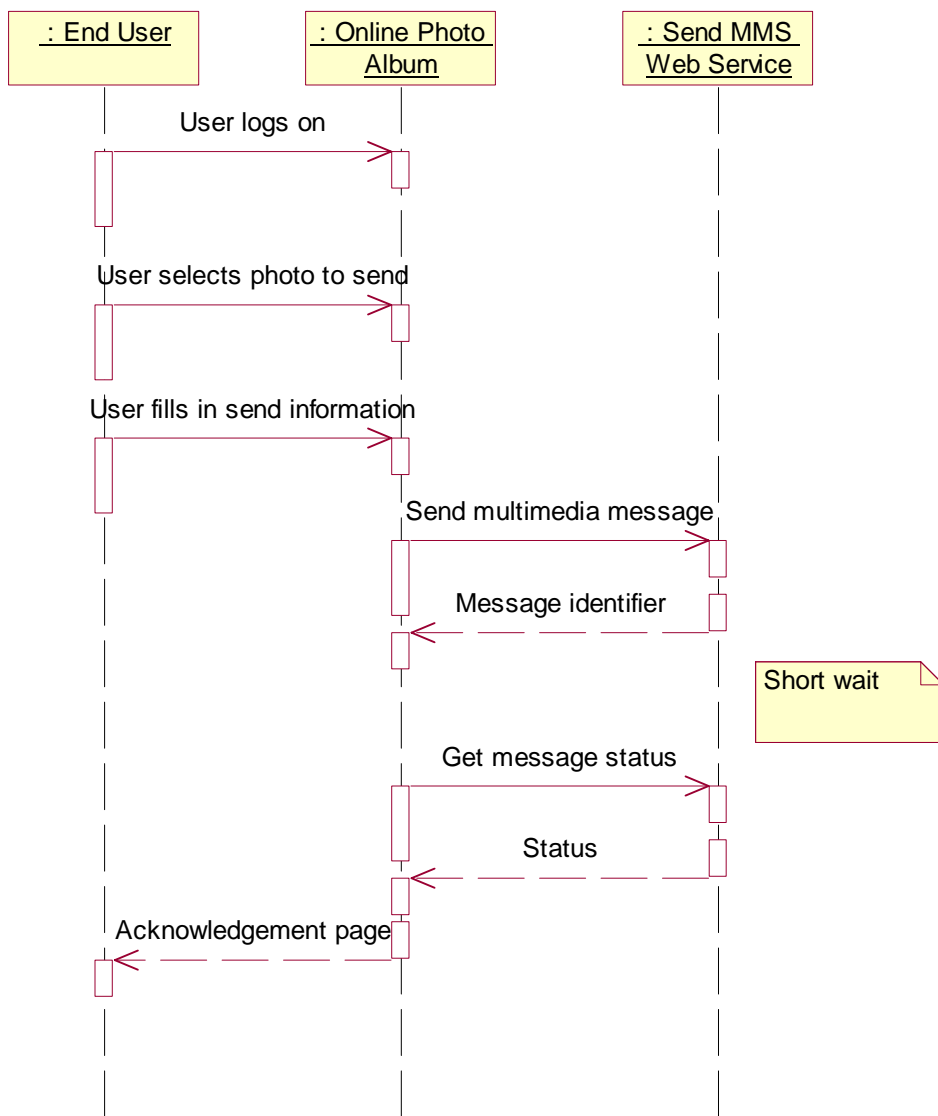 : End User
: Online Photo
Album
: Send MMS
Web Service
User logs on
User selects photo to send
User fills in send information
Send multimedia message
Message identifier
Short wait
Get message status
Status
Acknowledgement page